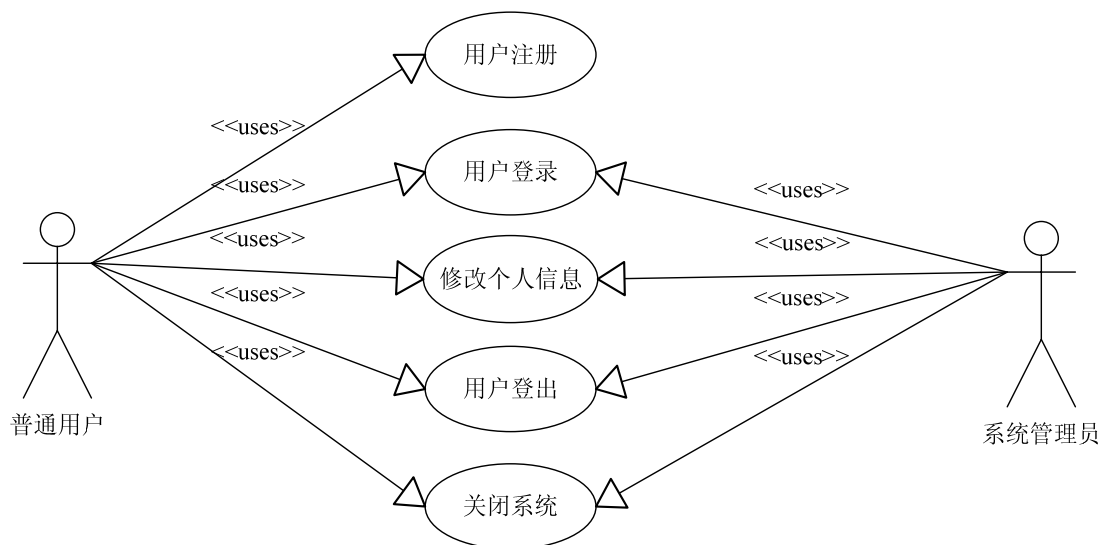 用户注册
<<uses>>
用户登录
<<uses>>
<<uses>>
<<uses>>
<<uses>>
修改个人信息
<<uses>>
<<uses>>
<<uses>>
<<uses>>
用户登出
普通用户
系统管理员
关闭系统